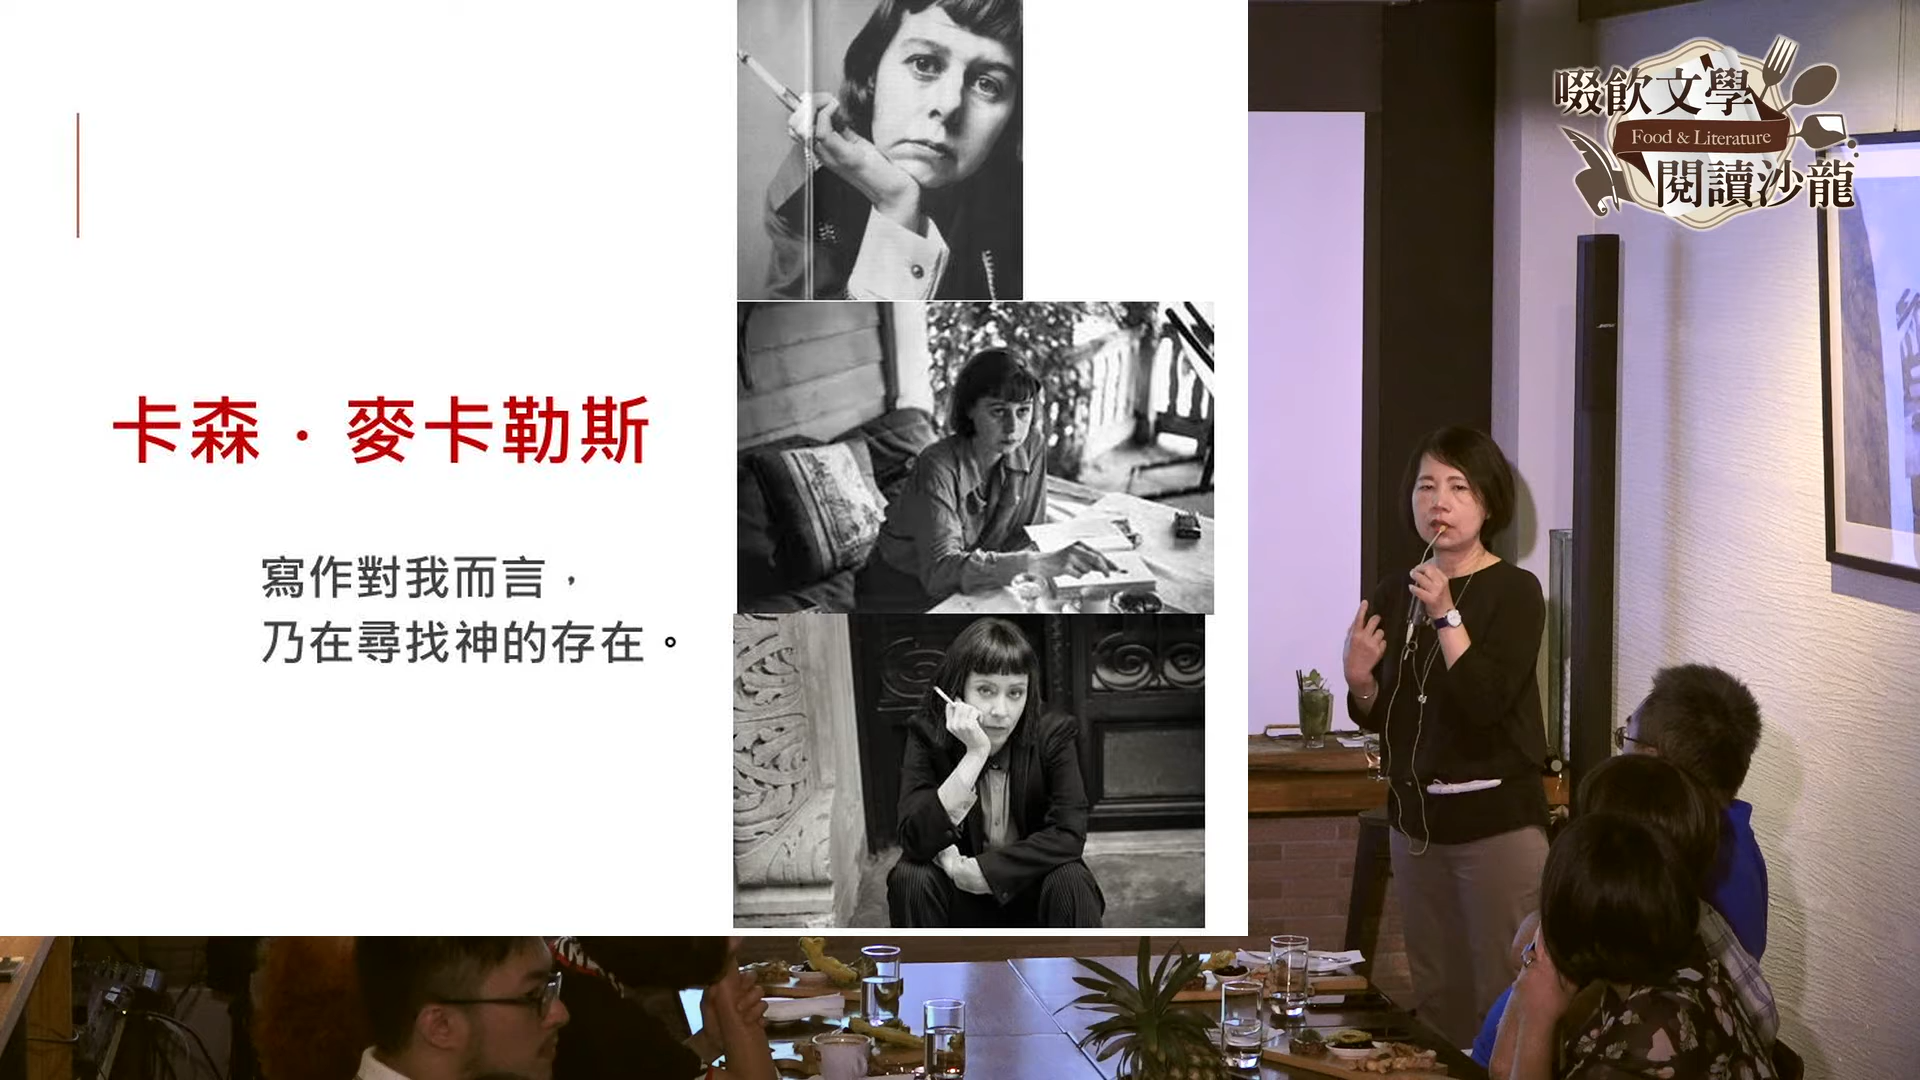 卡森．麥卡勒斯
寫作對我而言，
乃在尋找神的存在。
啜飲文學
Food & Literature
閱讀沙龍